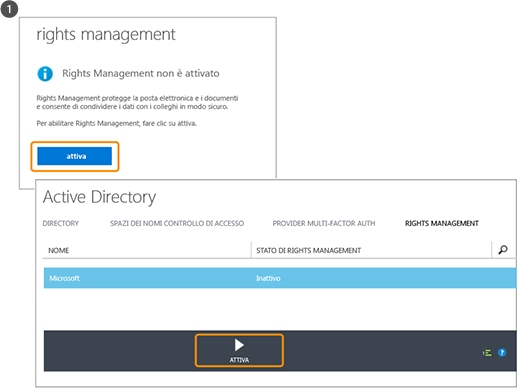 1
rights management
Rights Management non è attivato
Rights Management protegge la posta elettronica e i documenti
e consente di condividere i dati con i colleghi in modo sicuro.
Per abilitare Rights Management, fare clic su attiva.
attiva
Active Directory
DIRECTORY SPAZI DEI NOMI CONTROLLO DI ACCESSO PROVIDER MULTI-FACTOR AUTH RIGHTS MANAGEMENT
NOME STATO DI RIGHTS MANAGEMENT
Microsoft Inattivo
ATTIVA